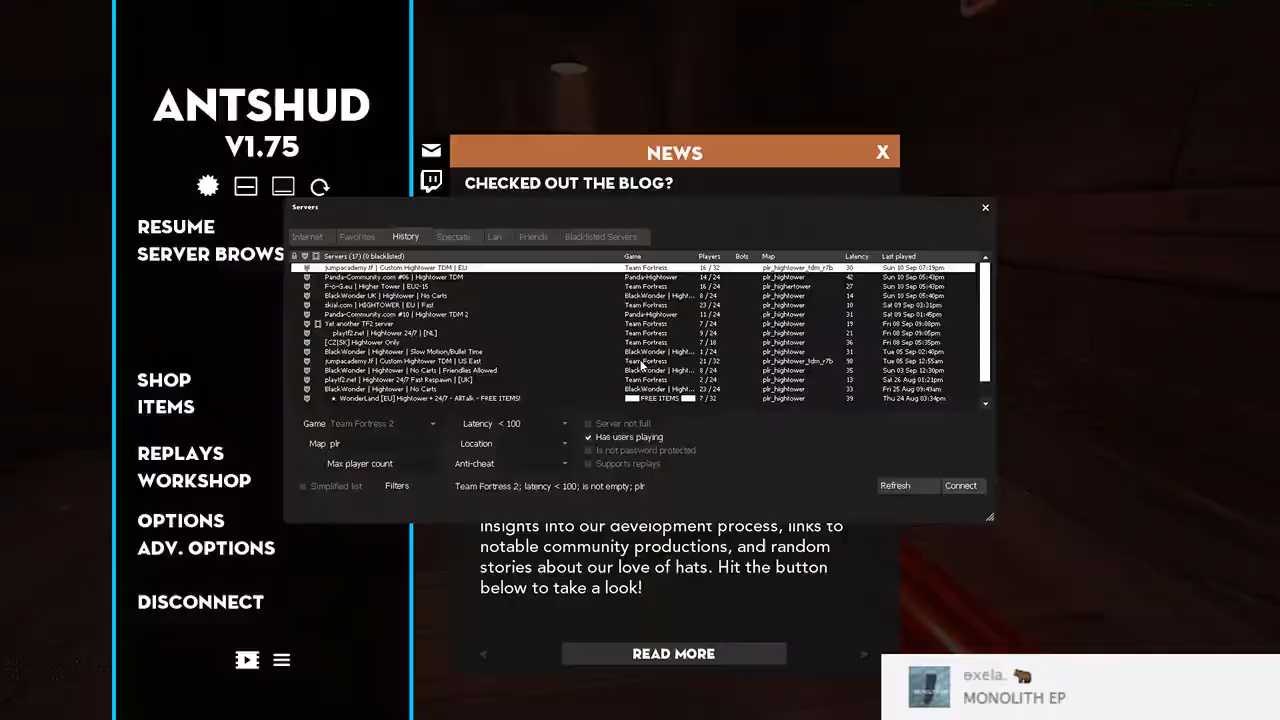 ANTSHUD
V1.75
RESUME
SERVER BROWS
SHOP
ITEMS
REPLAYS
WORKSHOP
OPTIONS
ADV. OPTIONS
DISCONNECT
NEWS X
CHECKED OUT THE BLOG?
Servers
Internet Favorites History Spectate Lan Friends Blacklisted Servers
Servers (17) (0 blacklisted) Game Players Bots Map Latency Last played
jumpacademy.tf | Custom Hightower TDM | EU Team Fortress 16 / 32 plr_hightower_tdm_r7b 30 Sun 10 Sep 07:19pm
Panda-Community.com #06 | Hightower TDM Panda-Hightower 14 / 24 plr_hightower 42 Sun 10 Sep 05:43pm
F-o-G.eu | Higher Tower | EU2-15 Team Fortress 16 / 32 plr_highertower 27 Sun 10 Sep 05:43pm
BlackWonder UK | Hightower | No Carts BlackWonder | Hight... 8 / 24 plr_hightower 14 Sun 10 Sep 05:40pm
skial.com | HIGHTOWER | EU | Fast Team Fortress 23 / 24 plr_hightower 10 Sat 09 Sep 03:31pm
Panda-Community.com #10 | Hightower TDM 2 Panda-Hightower 11 / 24 plr_hightower 31 Sat 09 Sep 01:45pm
Yet another TF2 server Team Fortress 7 / 24 plr_hightower 19 Fri 08 Sep 09:08pm
playtf2.net | Hightower 24/7 | [NL] Team Fortress 9 / 24 plr_hightower 21 Fri 08 Sep 09:05pm
[CZ|SK] Hightower Only Team Fortress 7 / 18 plr_hightower 36 Fri 08 Sep 05:35pm
BlackWonder | Hightower | Slow Motion/Bullet Time BlackWonder | Hight... 1 / 24 plr_hightower 31 Tue 05 Sep 02:40pm
jumpacademy.tf | Custom Hightower TDM | US East Team Fortress 21 / 32 plr_hightower_tdm_r7b 98 Tue 05 Sep 12:55am
BlackWonder | Hightower | No Carts | Friendlies Allowed BlackWonder | Hight... 8 / 24 plr_hightower 35 Sun 03 Sep 12:30pm
playtf2.net | Hightower 24/7 Fast Respawn | [UK] Team Fortress 2 / 24 plr_hightower 13 Sat 26 Aug 01:21pm
BlackWonder | Hightower | No Carts BlackWonder | Hight... 23 / 24 plr_hightower 33 Fri 25 Aug 09:49am
★ WonderLand [EU] Hightower+ 24/7 - AllTalk - FREE ITEMS! FREE ITEMS 7 / 32 plr_hightower 39 Thu 24 Aug 03:34pm
Game Team Fortress 2 Latency < 100 Server not full
Map plr Location Has users playing
Is not password protected
Max player count Anti-cheat Supports replays
Simplified list Filters Team Fortress 2; latency < 100; is not empty; plr Refresh Connect
insights into our development process, links to
notable community productions, and random
stories about our love of hats. Hit the button
below to take a look!
READ MORE
exela.
MONOLITH EP